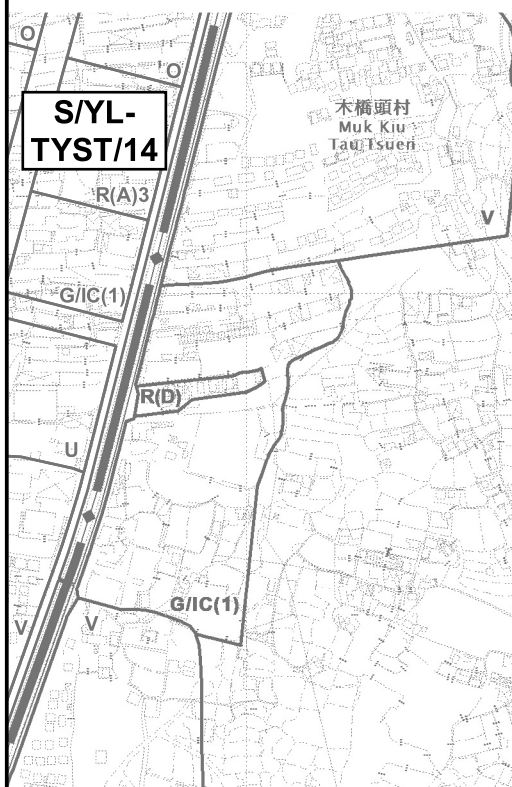 O
O
S/YL-
TYST/14
木橋頭村
Muk Kiu
Tau Tsuen
R(A)3
V
G/IC(1)
R(D)
U
G/IC(1)
V
V